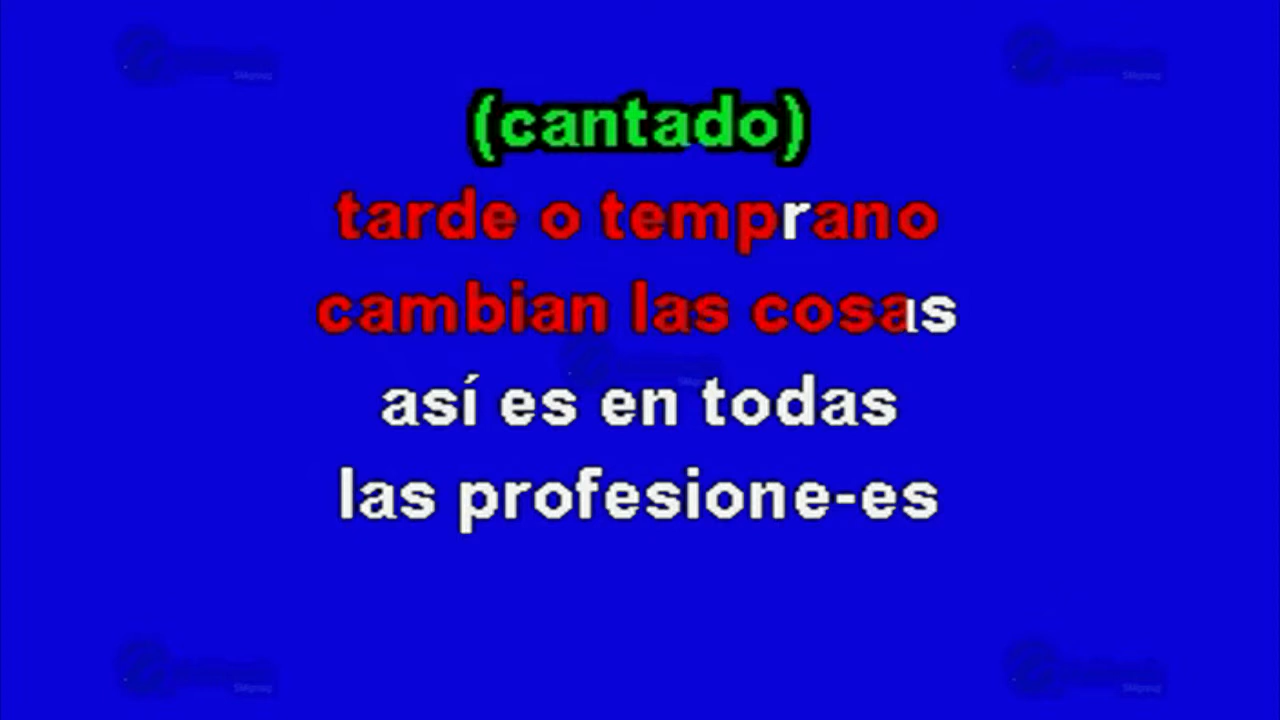 (cantado)
tarde o temprano
cambian las cosas
así es en todas
las profesione-es